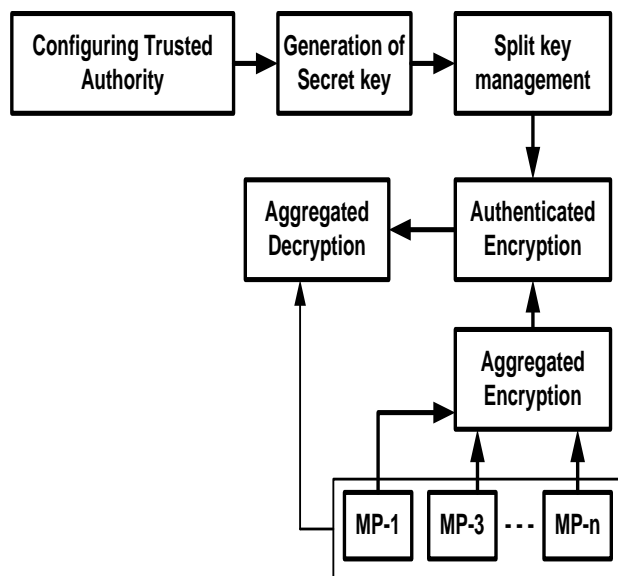 Configuring Trusted
Authority
Generation of
Secret key
Split key
management
Aggregated
Decryption
Authenticated
Encryption
Aggregated
Encryption
MP-1
MP-3
- - -
MP-n